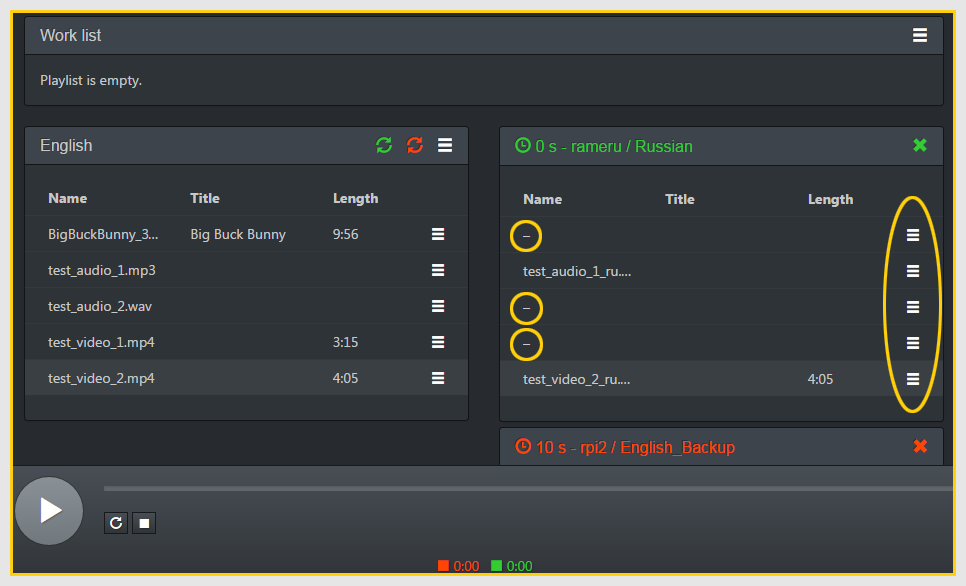 Work list
Playlist is empty.
English
Name Title Length
BigBuckBunny_3... Big Buck Bunny 9:56
test_audio_1.mp3
test_audio_2.wav
test_video_1.mp4 3:15
test_video_2.mp4 4:05
0 s - rameru / Russian
Name Title Length
–
test_audio_1_ru....
–
–
test_video_2_ru.... 4:05
10 s - rpi2 / English_Backup
0:00 0:00